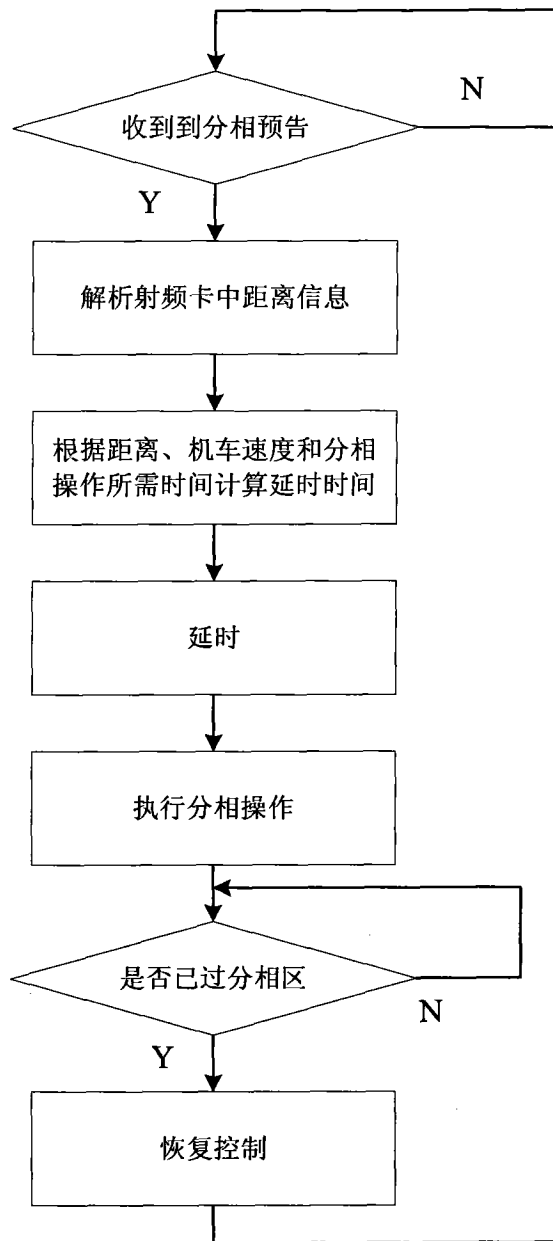 收到到分相预告
N
Y
解析射频卡中距离信息
根据距离、机车速度和分相
操作所需时间计算延时时间
延时
执行分相操作
是否已过分相区
N
Y
恢复控制